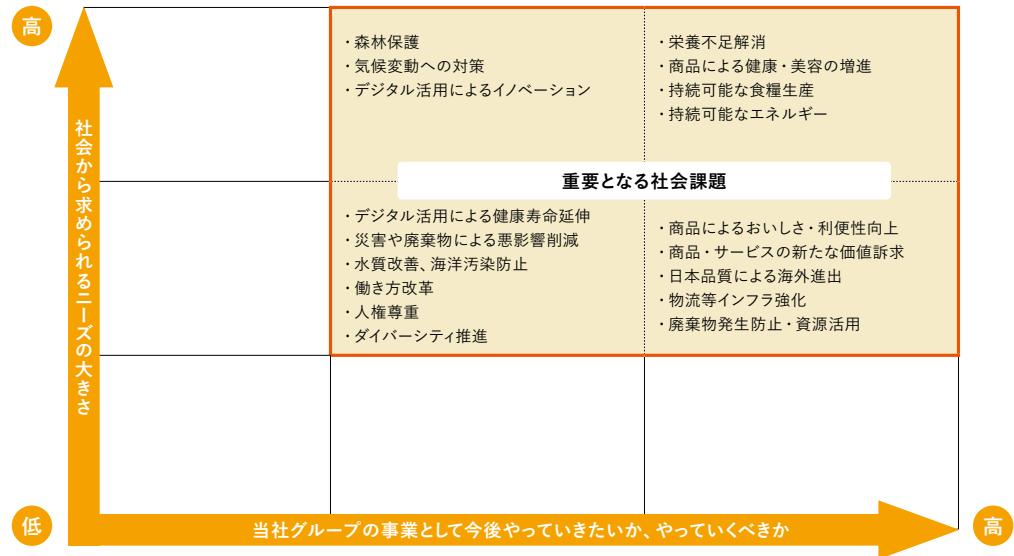 高
社会から求められるニーズの大きさ
・森林保護
・気候変動への対策
・デジタル活用によるイノベーション
・栄養不足解消
・商品による健康・美容の増進
・持続可能な食糧生産
・持続可能なエネルギー
重要となる社会課題
・デジタル活用による健康寿命延伸
・災害や廃棄物による悪影響削減
・水質改善、海洋汚染防止
・働き方改革
・人権尊重
・ダイバーシティ推進
・商品によるおいしさ・利便性向上
・商品・サービスの新たな価値訴求
・日本品質による海外進出
・物流等インフラ強化
・廃棄物発生防止・資源活用
低
当社グループの事業として今後やっていきたいか、やっていくべきか
高